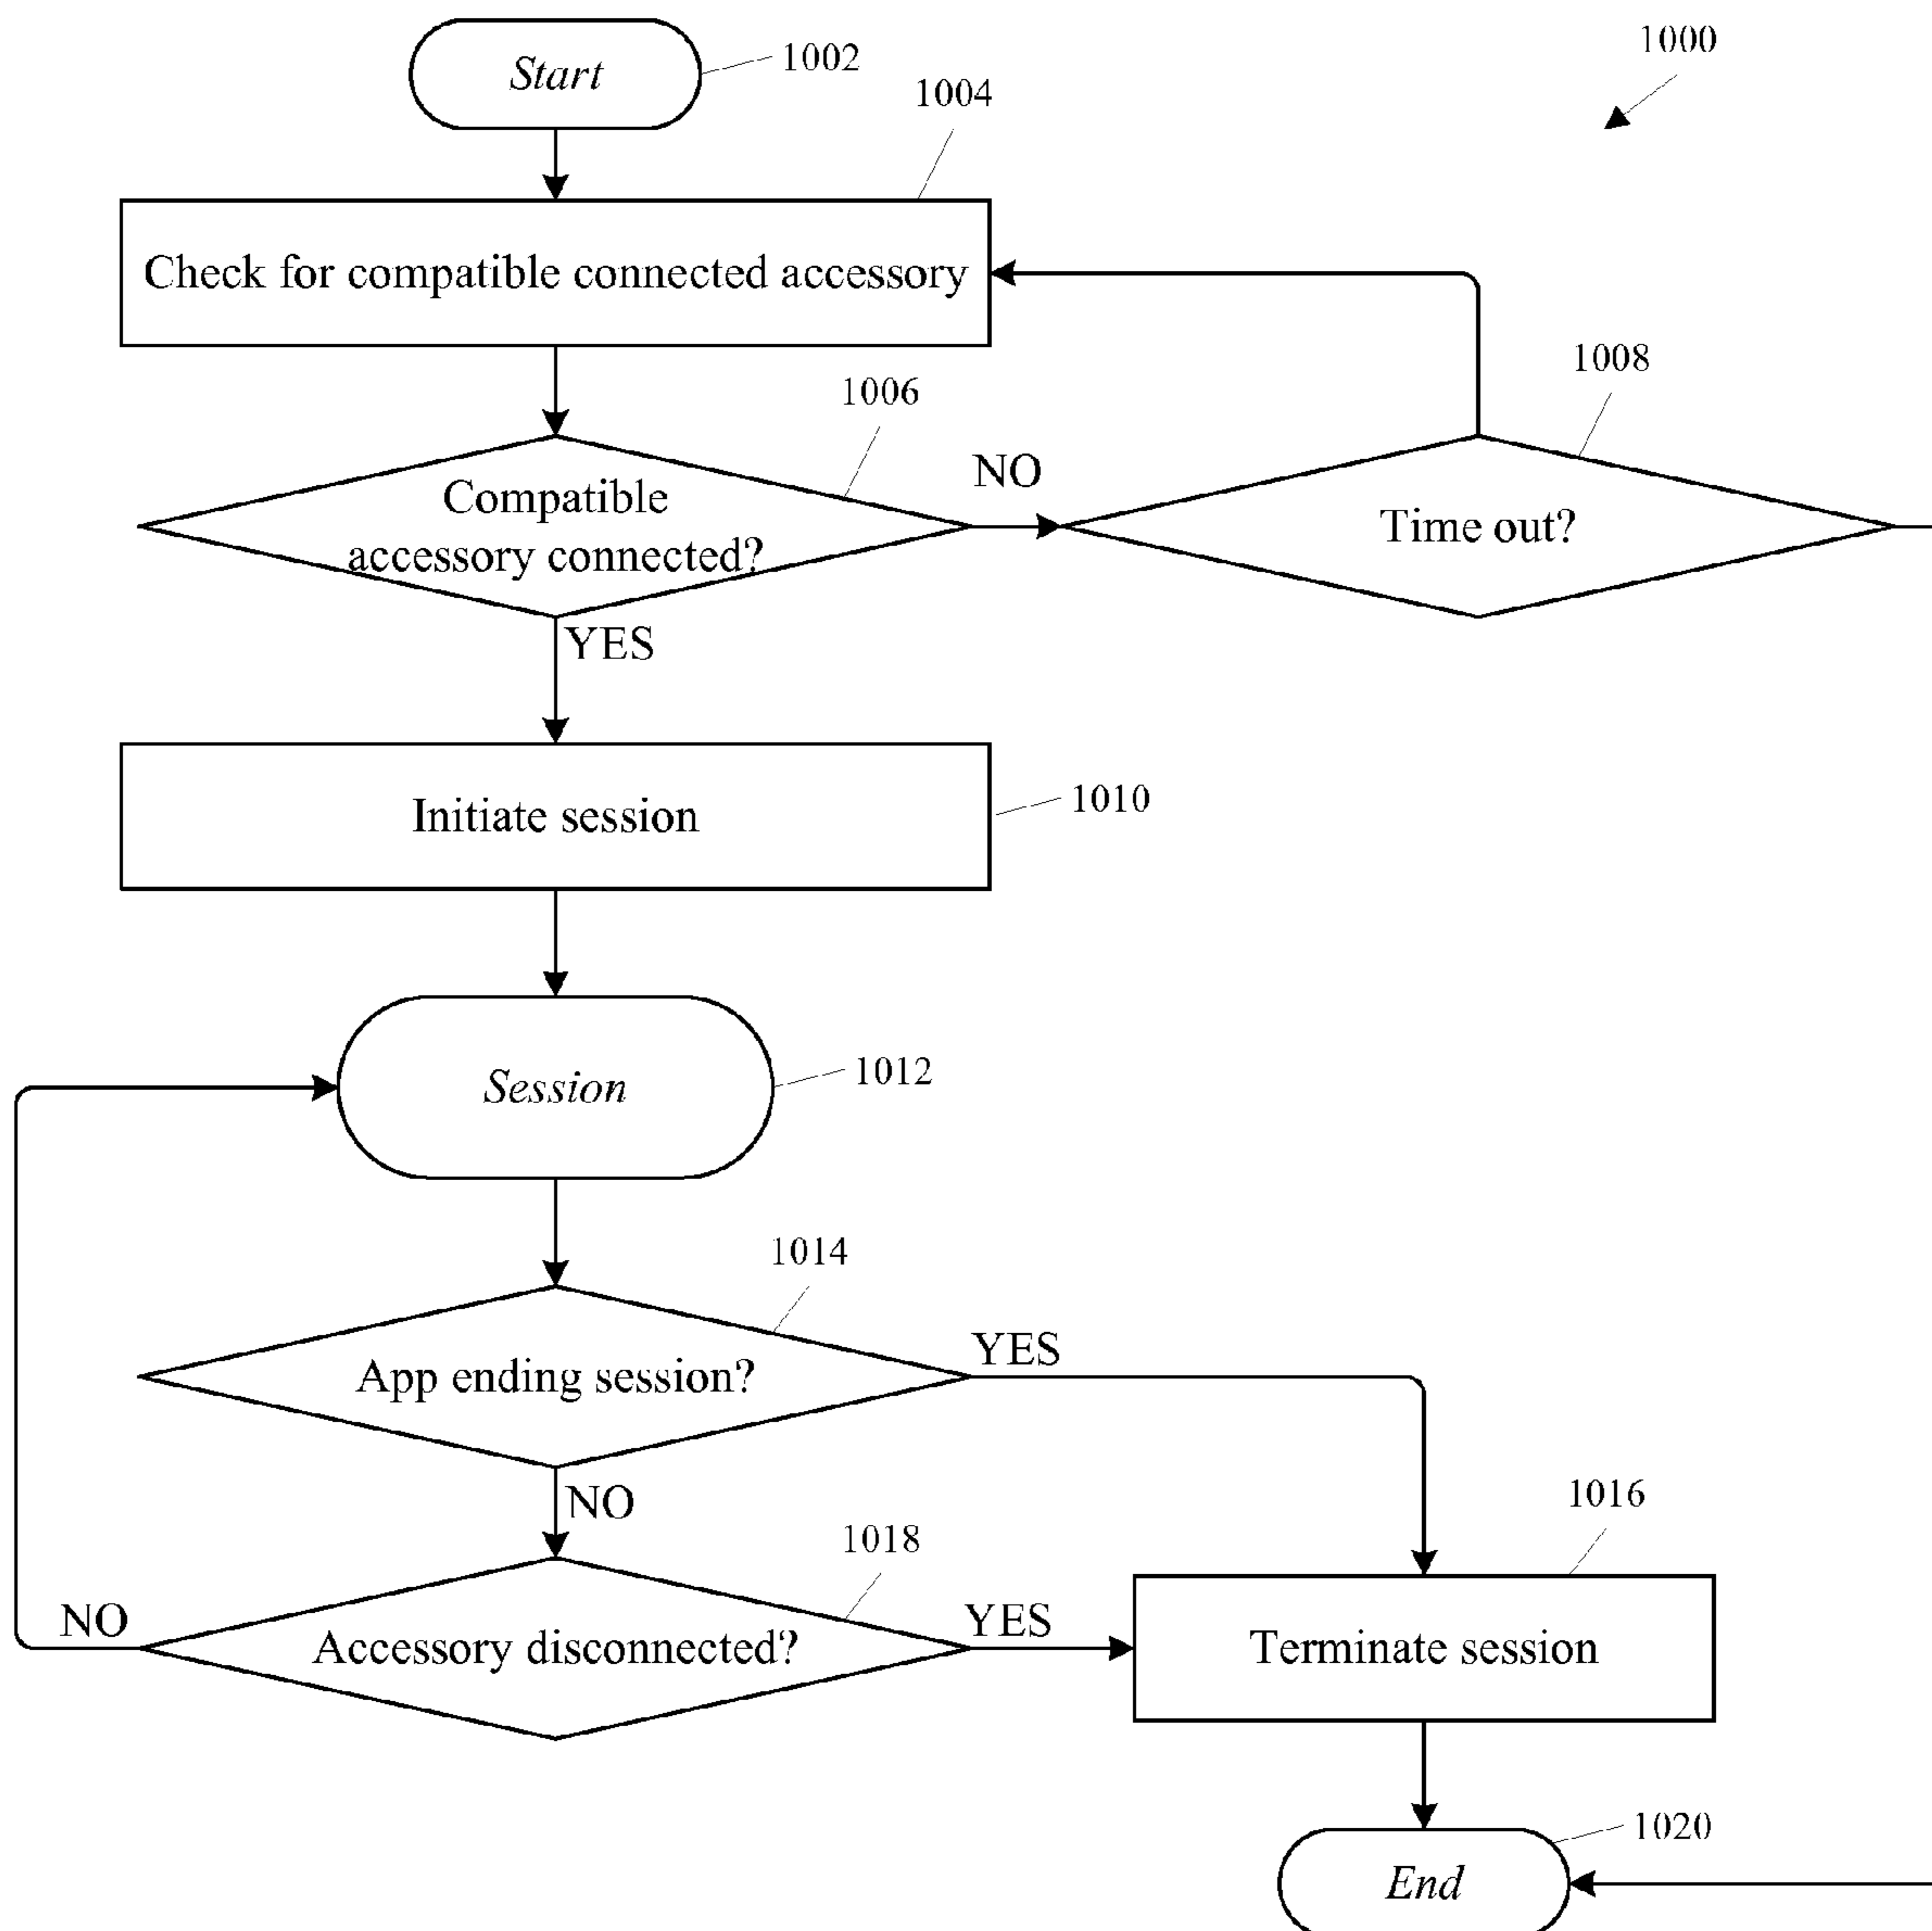 Start
1002
1000
1004
Check for compatible connected accessory
1008
1006
NO
Compatible
accessory connected?
Time out?
YES
Initiate session
1010
Session
1012
1014
App ending session?
YES
NO
1016
1018
NO
Accessory disconnected?
YES
Terminate session
1020
End